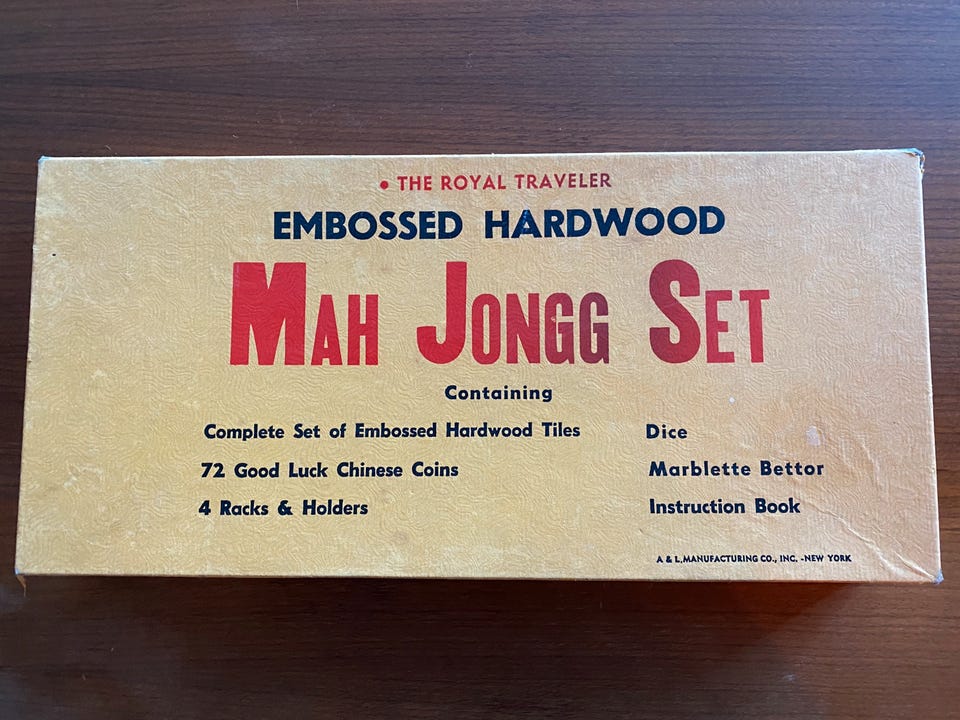 • THE ROYAL TRAVELER
EMBOSSED HARDWOOD
MAH JONGG SET
Containing
Complete Set of Embossed Hardwood Tiles
72 Good Luck Chinese Coins
4 Racks & Holders
Dice
Marblette Bettor
Instruction Book
A & L.MANUFACTURING CO., INC. -NEW YORK